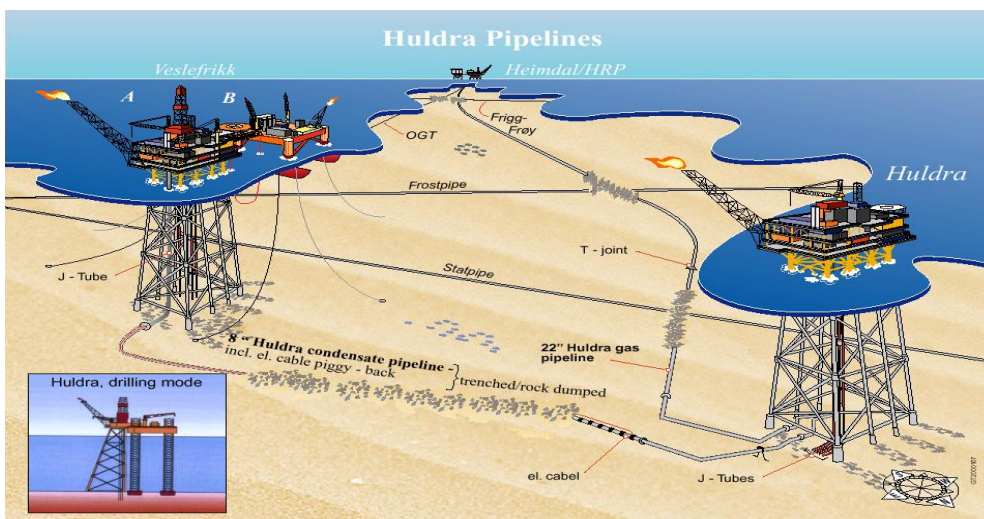 Huldra Pipelines
Veslefrikk
Heimdal/HRP
A
B
OGT
Frigg-
Frøy
Huldra
Frostpipe
T - joint
J - Tube
Statpipe
8 " Huldra condensate pipeline -
incl. el. cable piggy - back
trenched/rock dumped
22" Huldra gas
pipeline
Huldra, drilling mode
el. cabel
J - Tubes